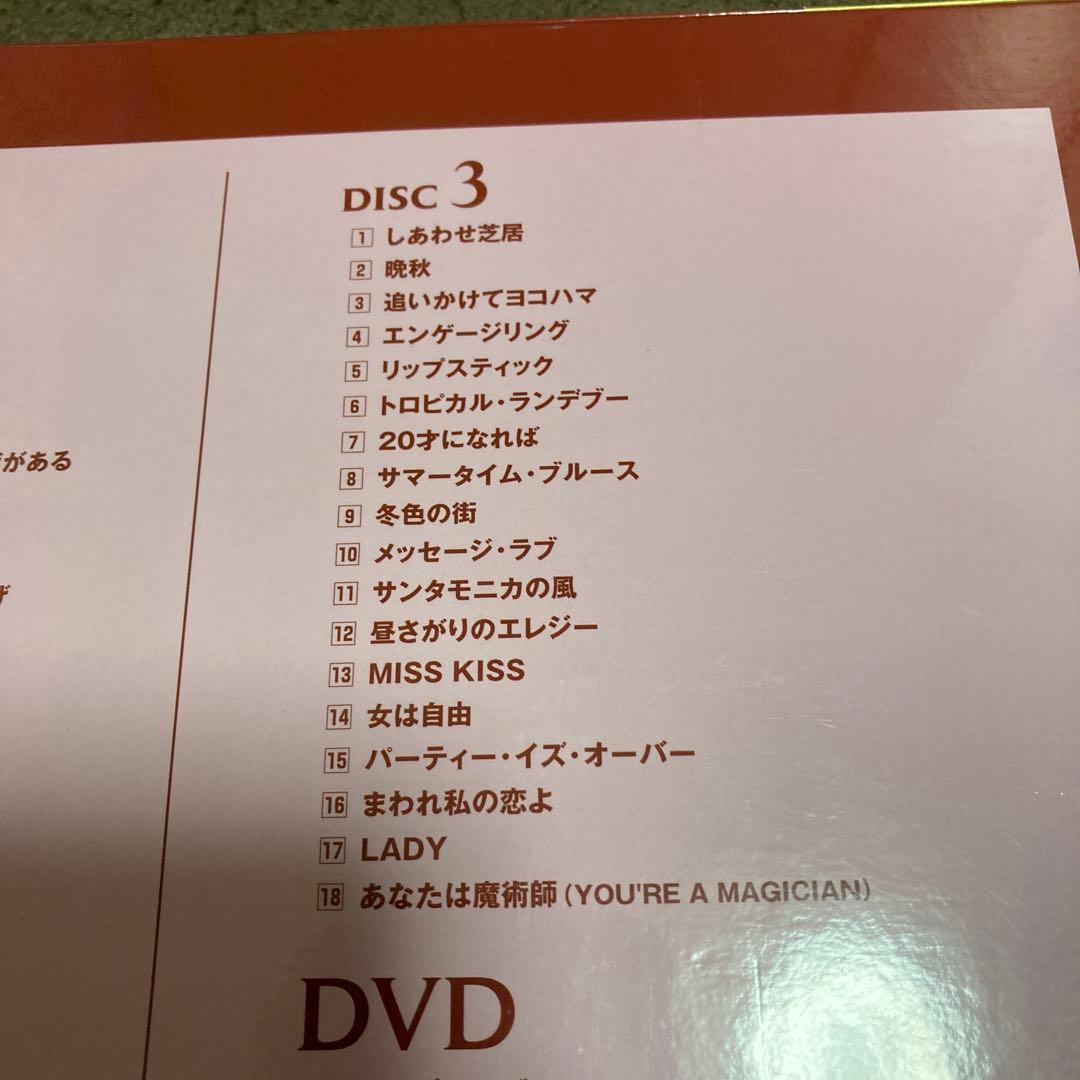 がある
DISC 3
1 しあわせ芝居
2 晩秋
3 追いかけてヨコハマ
4 エンゲージリング
5 リップスティック
6 トロピカル・ランデブー
7 20才になれば
8 サマータイム・ブルース
9 冬色の街
10 メッセージ・ラブ
11 サンタモニカの風
12 昼さがりのエレジー
13 MISS KISS
14 女は自由
15 パーティー・イズ・オーバー
16 まわれ私の恋よ
17 LADY
18 あなたは魔術師 (YOU'RE A MAGICIAN)
DVD